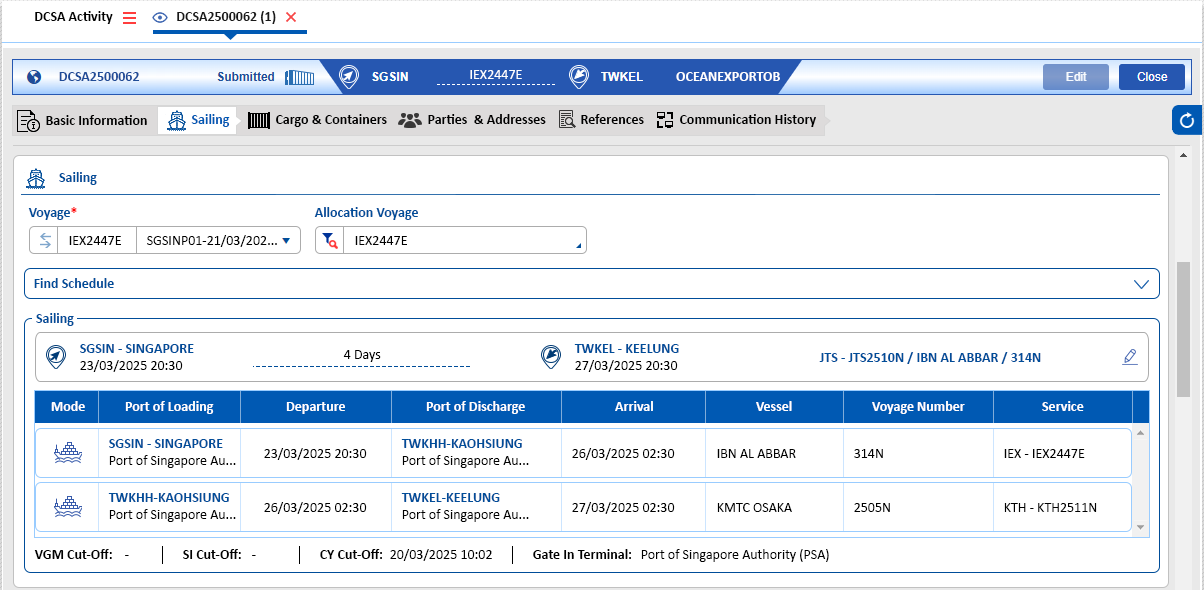 DCSA Activity DCSA2500062 (1)
DCSA2500062 Submitted SGSIN IEX2447E TWKEL OCEANEXPORTOB Edit Close
Basic Information Sailing Cargo & Containers Parties & Addresses References Communication History
Sailing
Voyage* Allocation Voyage
IEX2447E SGSINP01-21/03/202... IEX2447E
Find Schedule
Sailing
SGSIN - SINGAPORE 4 Days TWKEL - KEELUNG JTS - JTS2510N / IBN AL ABBAR / 314N
23/03/2025 20:30 27/03/2025 20:30
Mode Port of Loading Departure Port of Discharge Arrival Vessel Voyage Number Service
SGSIN - SINGAPORE 23/03/2025 20:30 TWKHH-KAOHSIUNG 26/03/2025 02:30 IBN AL ABBAR 314N IEX - IEX2447E
Port of Singapore Au... Port of Singapore Au...
TWKHH-KAOHSIUNG 26/03/2025 02:30 TWKEL-KEELUNG 27/03/2025 02:30 KMTC OSAKA 2505N KTH - KTH2511N
Port of Singapore Au... Port of Singapore Au...
VGM Cut-Off: - SI Cut-Off: - CY Cut-Off: 20/03/2025 10:02 Gate In Terminal: Port of Singapore Authority (PSA)